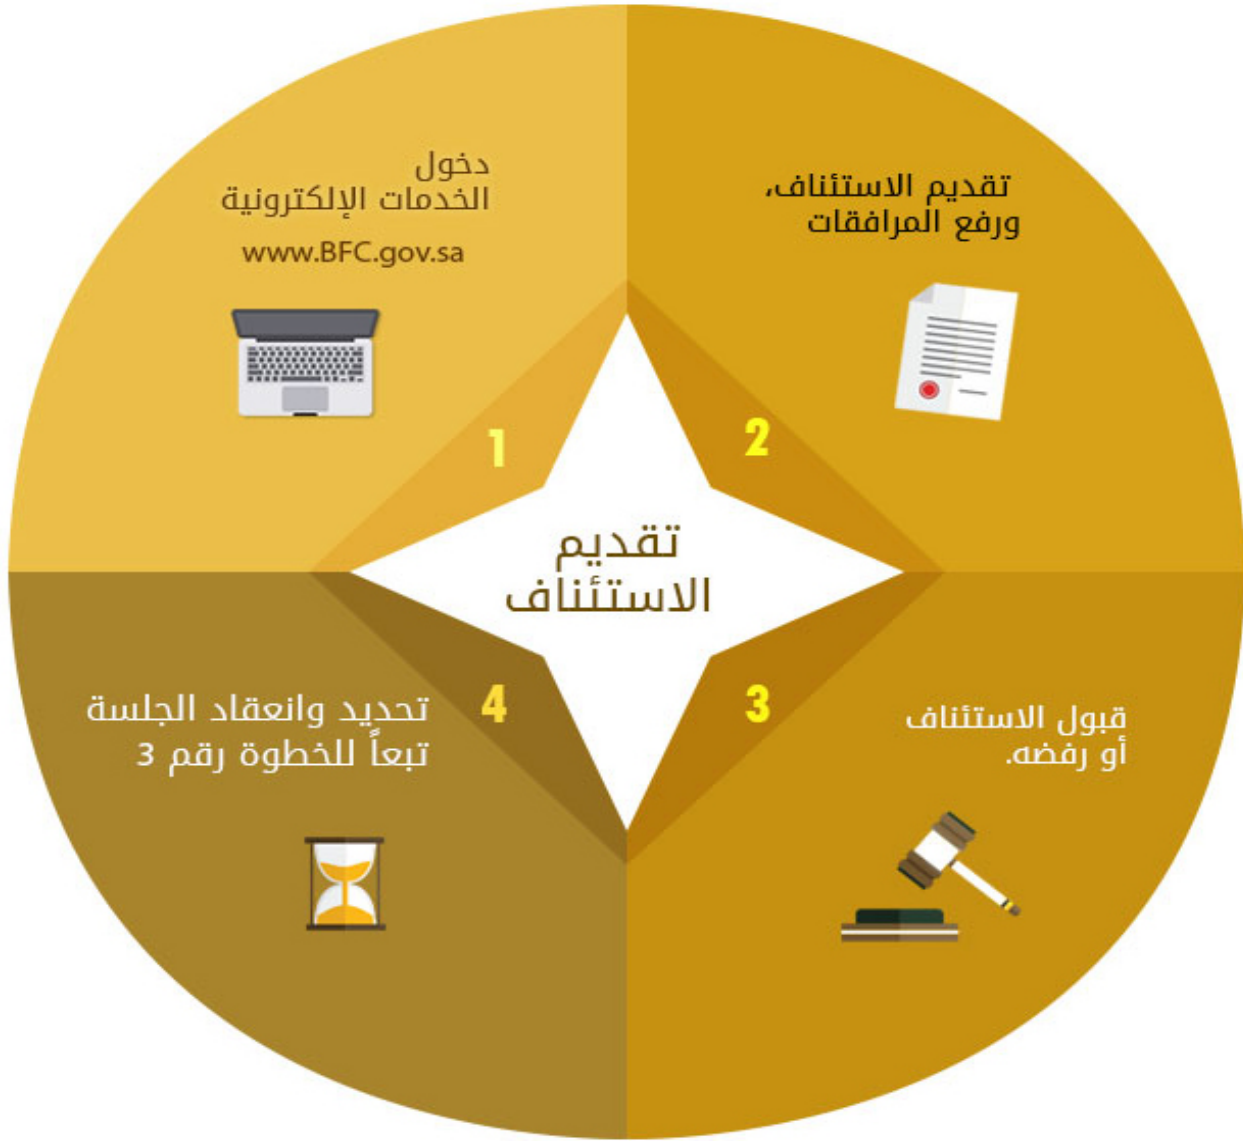 تقديم
الاستئناف
1
دخول
الخدمات الإلكترونية
www.BFC.gov.sa
2
تقديم الاستئناف،
ورفع المرافقات
3
قبول الاستئناف
أو رفضه.
4
تحديد وانعقاد الجلسة
تبعاً للخطوة رقم 3